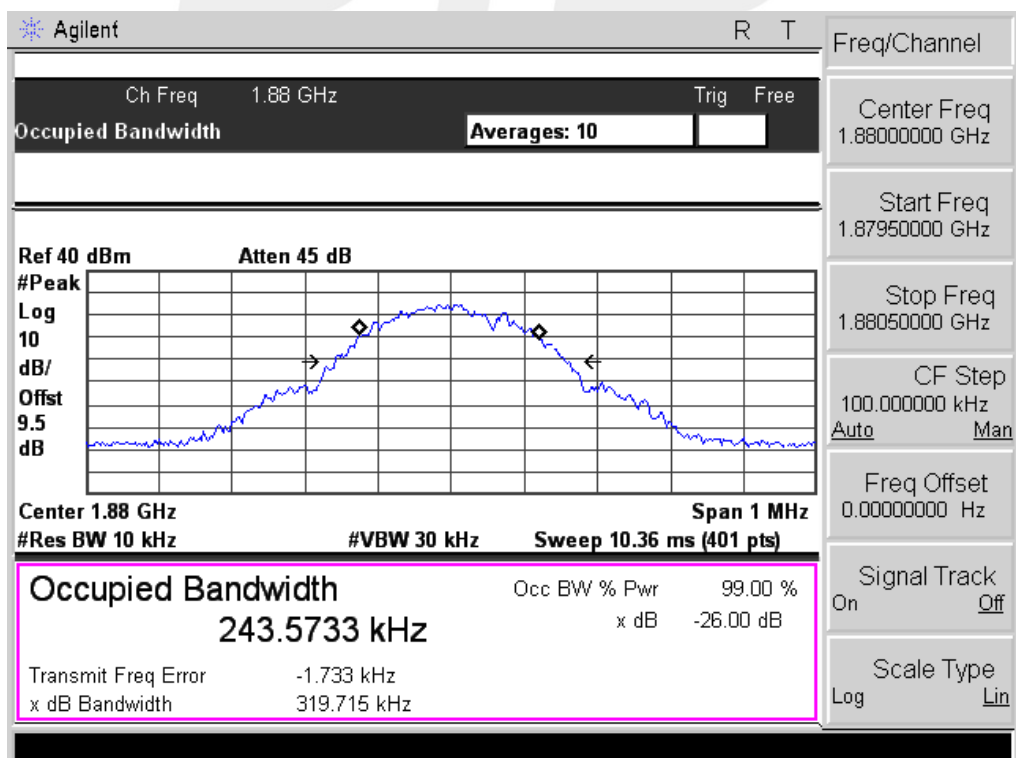 Agilent R T
Ch Freq 1.88 GHz Trig Free
Occupied Bandwidth Averages: 10
Ref 40 dBm Atten 45 dB
#Peak
Log
10
dB/
Offst
9.5
dB
Center 1.88 GHz Span 1 MHz
#Res BW 10 kHz #VBW 30 kHz Sweep 10.36 ms (401 pts)
Occupied Bandwidth Occ BW % Pwr 99.00 %
243.5733 kHz x dB -26.00 dB
Transmit Freq Error -1.733 kHz
x dB Bandwidth 319.715 kHz
Freq/Channel
Center Freq
1.88000000 GHz
Start Freq
1.87950000 GHz
Stop Freq
1.88050000 GHz
CF Step
100.000000 kHz
Auto Man
Freq Offset
0.00000000 Hz
Signal Track
On Off
Scale Type
Log Lin